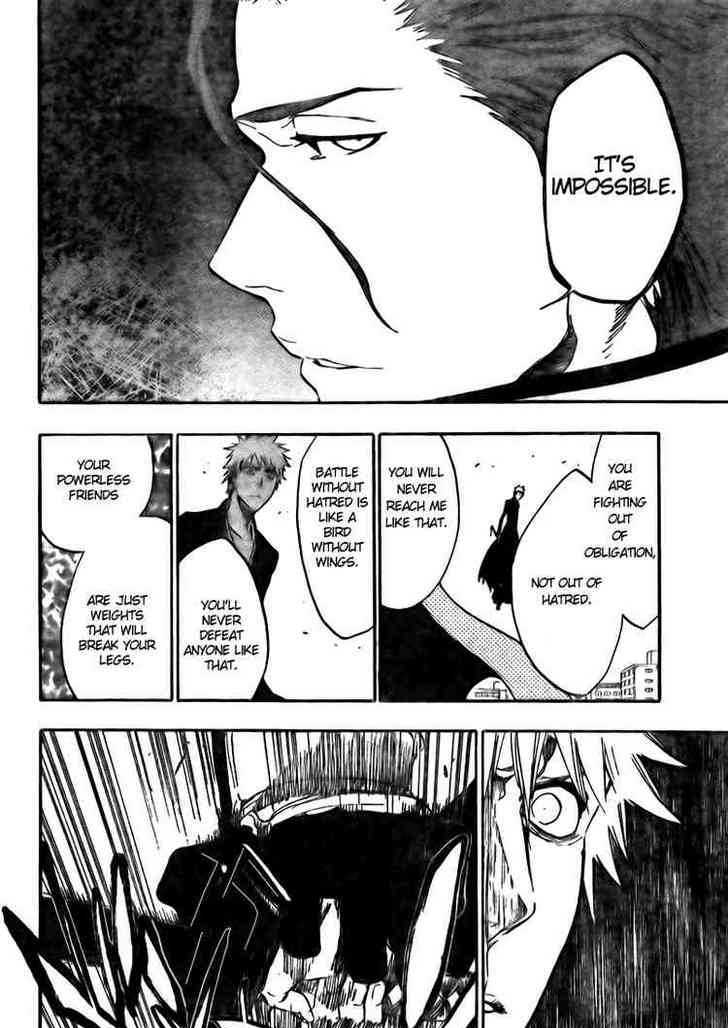 IT'S
IMPOSSIBLE.
YOU
ARE
FIGHTING
OUT
OF
OBLIGATION,
NOT OUT OF
HATRED.
YOU WILL
NEVER
REACH ME
LIKE THAT.
BATTLE
WITHOUT
HATRED IS
LIKE A
BIRD
WITHOUT
WINGS.
YOU'LL
NEVER
DEFEAT
ANYONE LIKE
THAT.
YOUR
POWERLESS
FRIENDS
ARE JUST
WEIGHTS
THAT WILL
BREAK YOUR
LEGS.